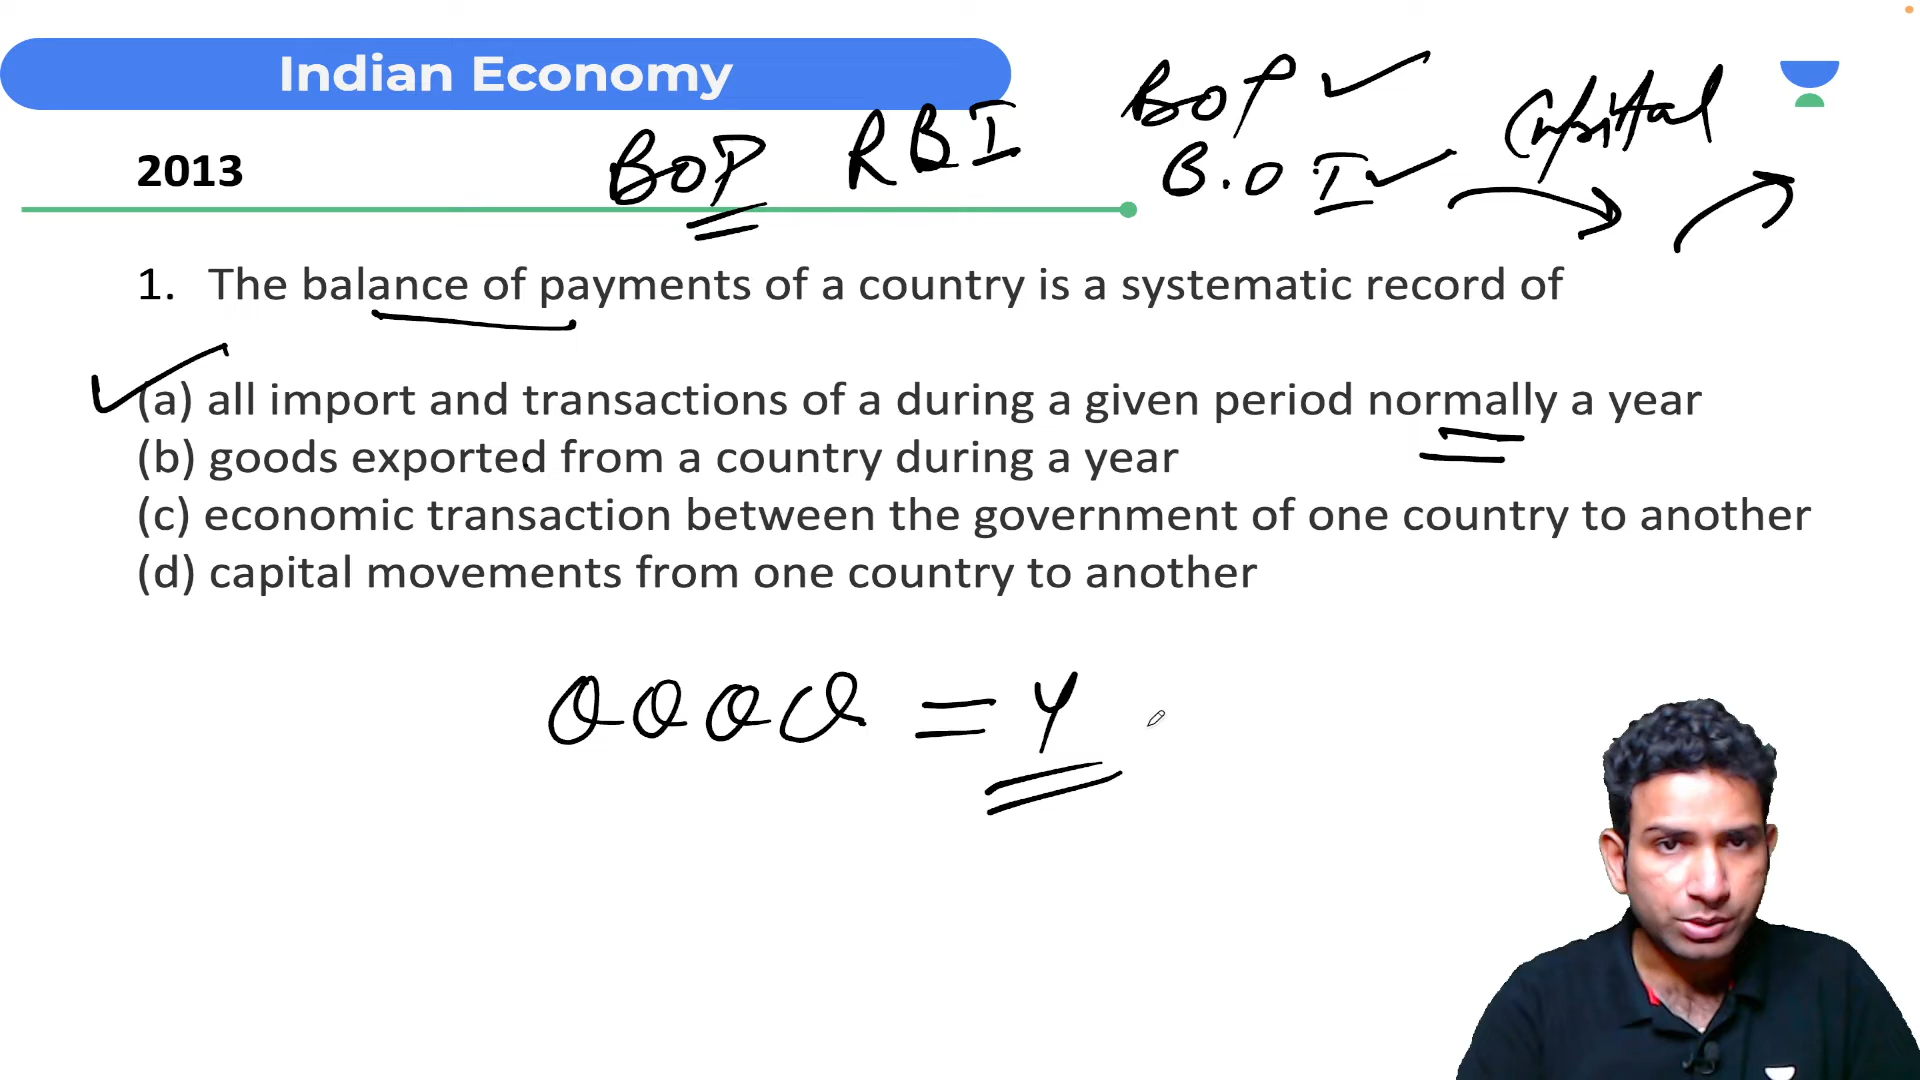 Indian Economy
BOP ✓
Capital
2013
BOP RBI
B.O T ✓
1. The balance of payments of a country is a systematic record of
(a) all import and transactions of a during a given period normally a year
(b) goods exported from a country during a year
(c) economic transaction between the government of one country to another
(d) capital movements from one country to another
Q Q Q Q = Y